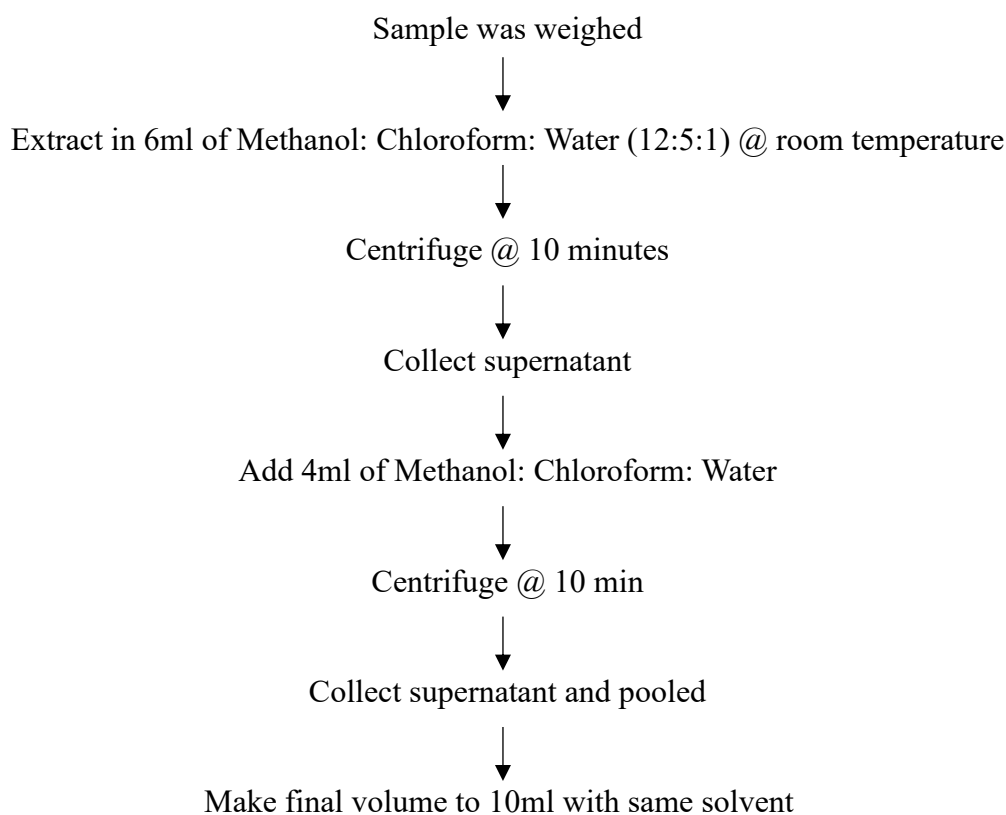 Sample was weighed
Extract in 6ml of Methanol: Chloroform: Water (12:5:1) @ room temperature
Centrifuge @ 10 minutes
Collect supernatant
Add 4ml of Methanol: Chloroform: Water
Centrifuge @ 10 min
Collect supernatant and pooled
Make final volume to 10ml with same solvent